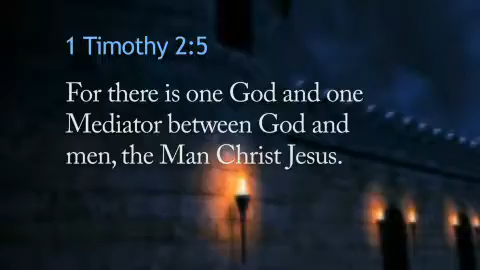 1 Timothy 2:5
For there is one God and one
Mediator between God and
men, the Man Christ Jesus.